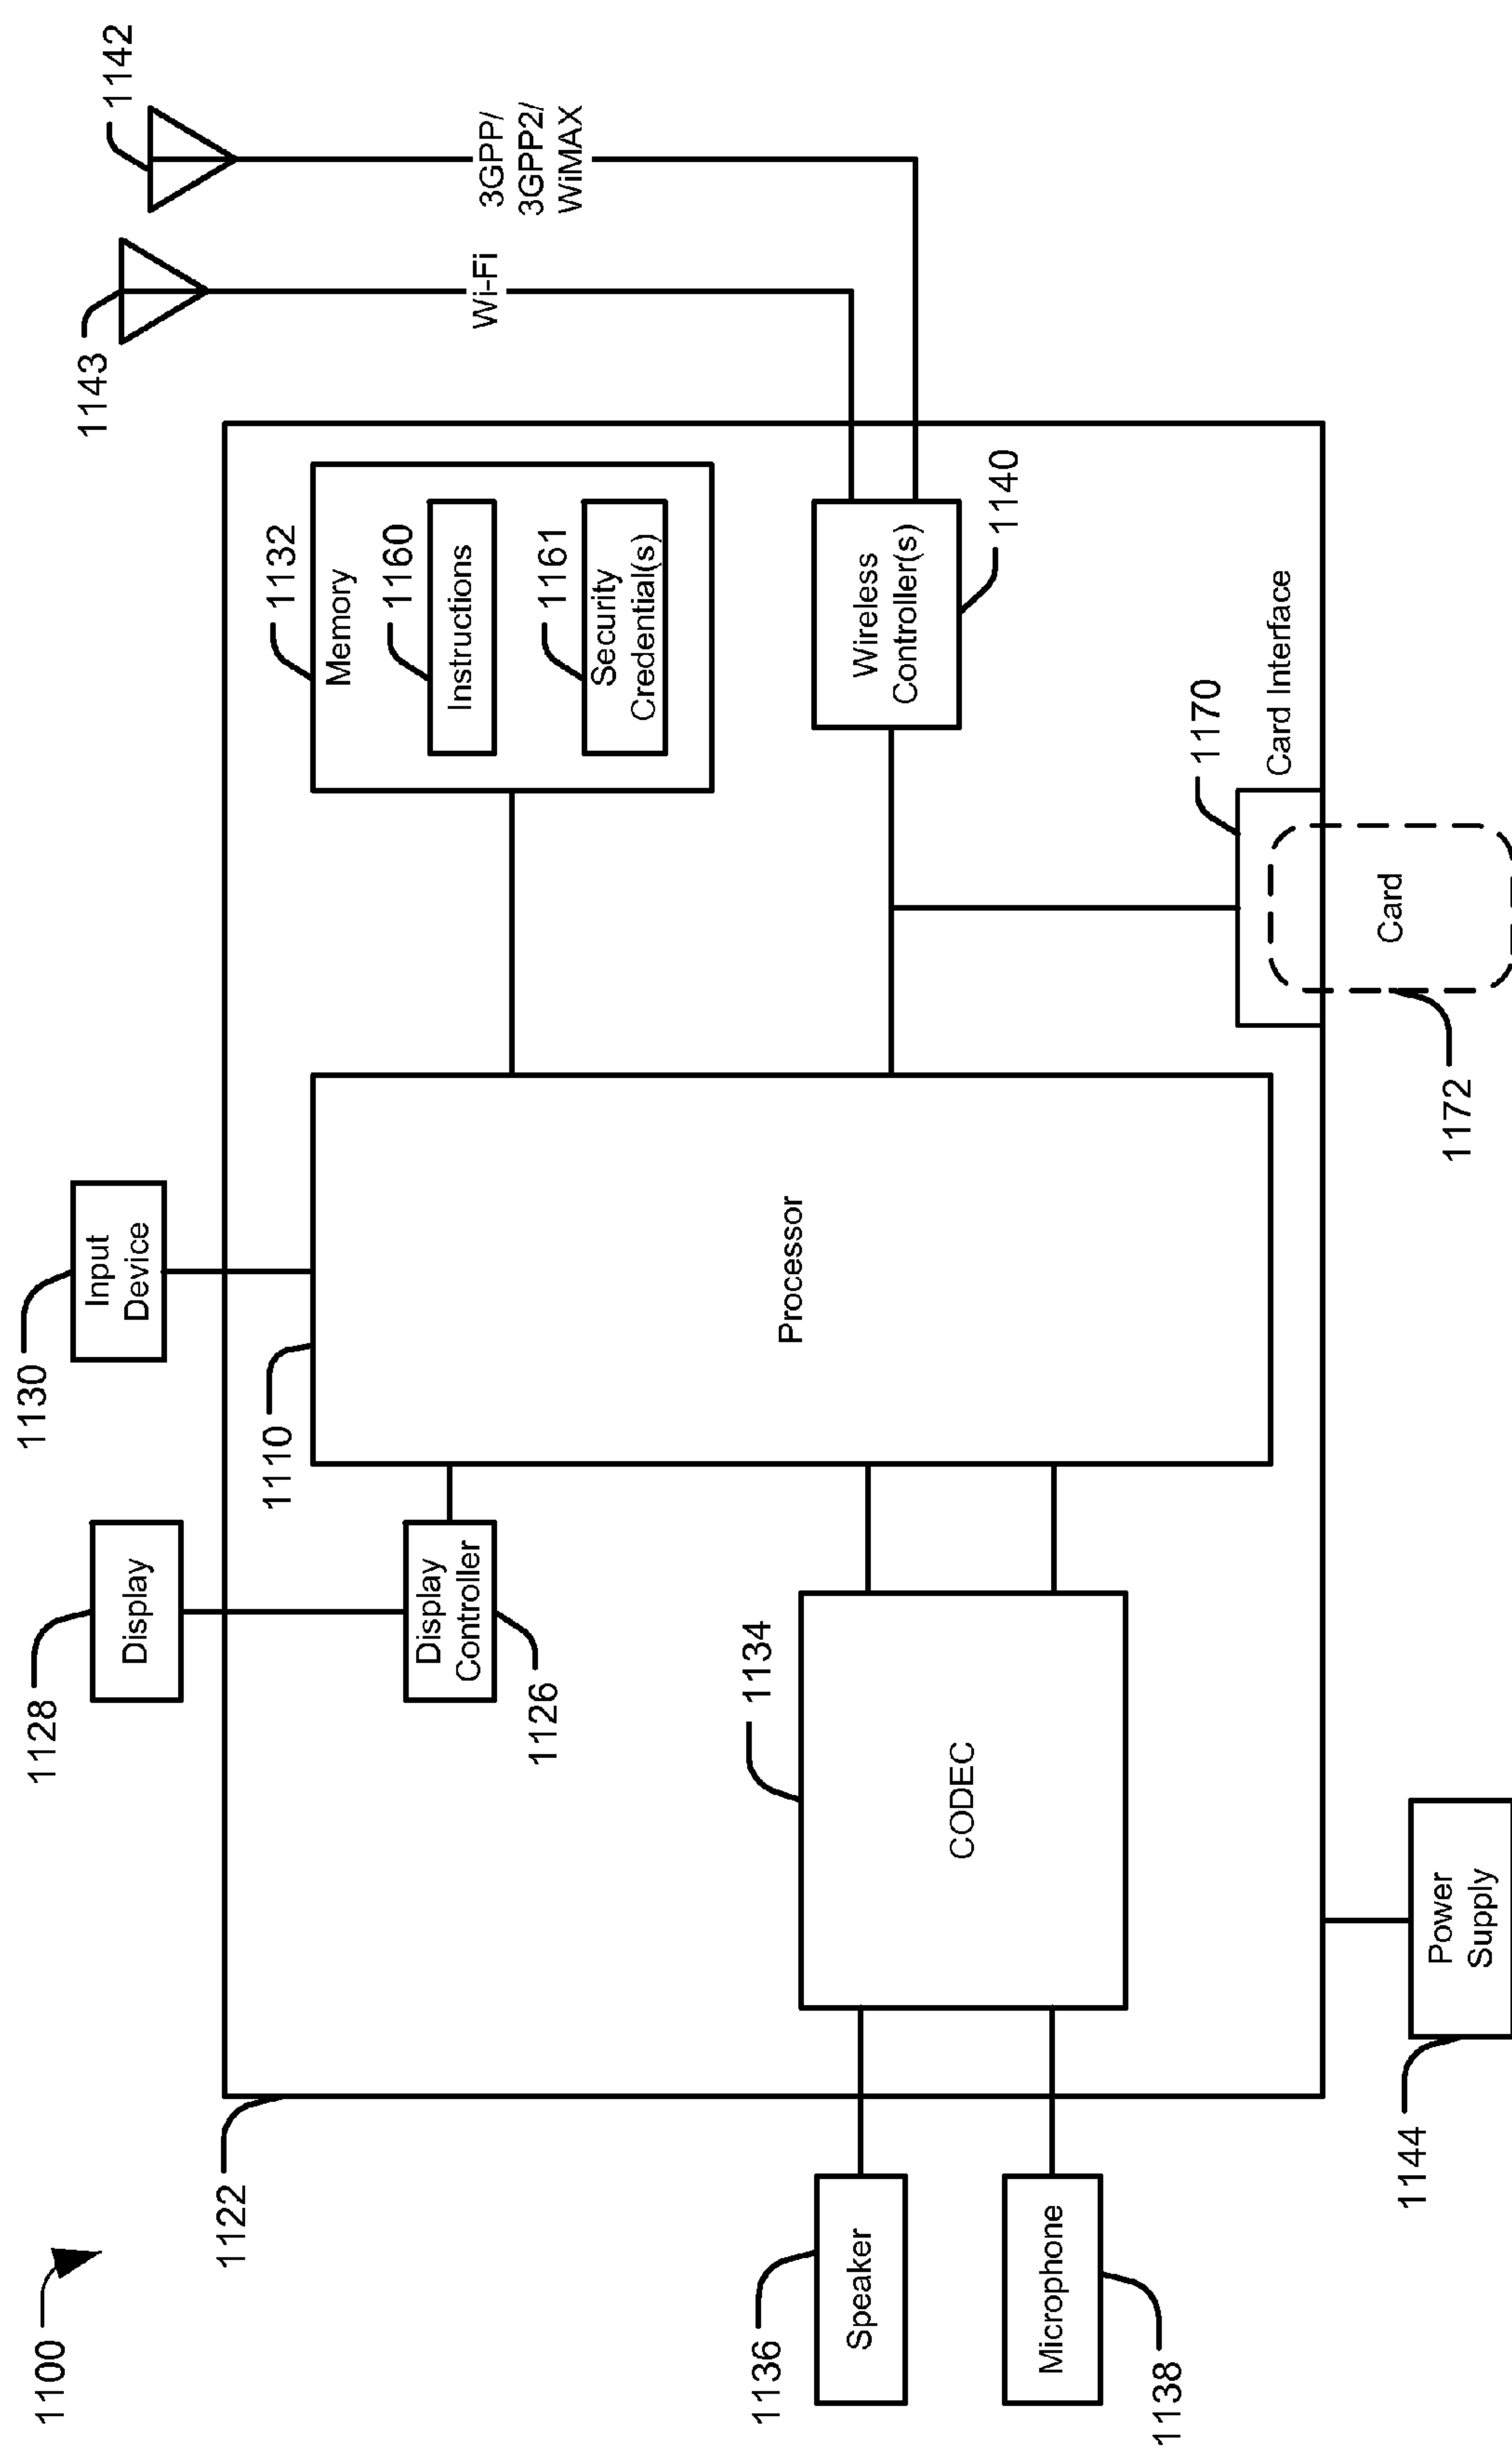 1100
1128
Display
1130
Input
Device
1143
1142
Wi-Fi
3GPP/
3GPP2/
WiMAX
1122
1126
Display
Controller
1110
Processor
1132
Memory
1160
Instructions
1161
Security
Credential(s)
1136
Speaker
1138
Microphone
1134
CODEC
Wireless
Controller(s)
1140
1170
Card Interface
Card
1172
1144
Power
Supply